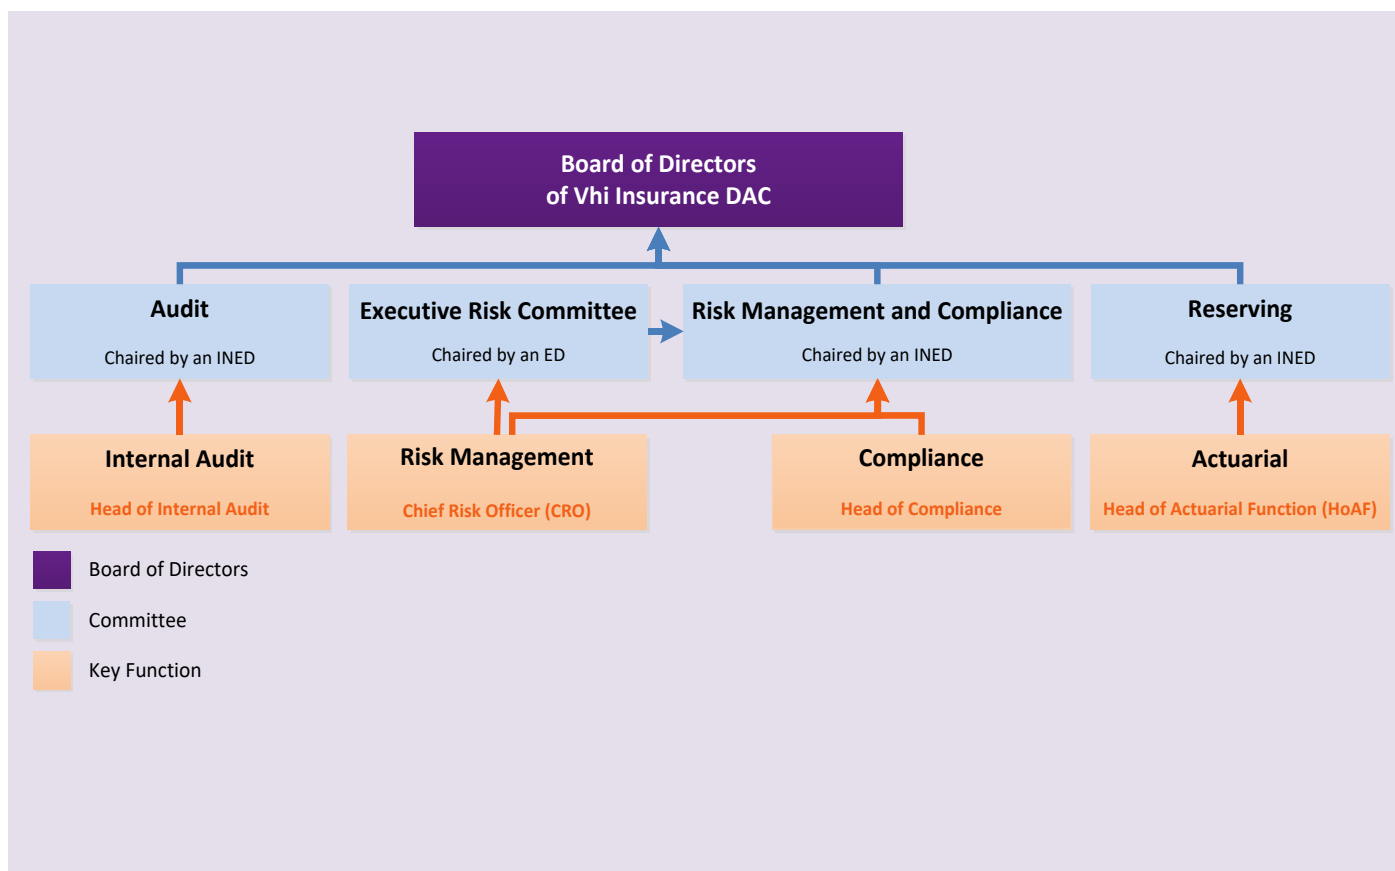 Board of Directors
of Vhi Insurance DAC
Audit
Chaired by an INED
Executive Risk Committee
Chaired by an ED
Risk Management and Compliance
Chaired by an INED
Reserving
Chaired by an INED
Internal Audit
Head of Internal Audit
Risk Management
Chief Risk Officer (CRO)
Compliance
Head of Compliance
Actuarial
Head of Actuarial Function (HoAF)
Board of Directors
Committee
Key Function